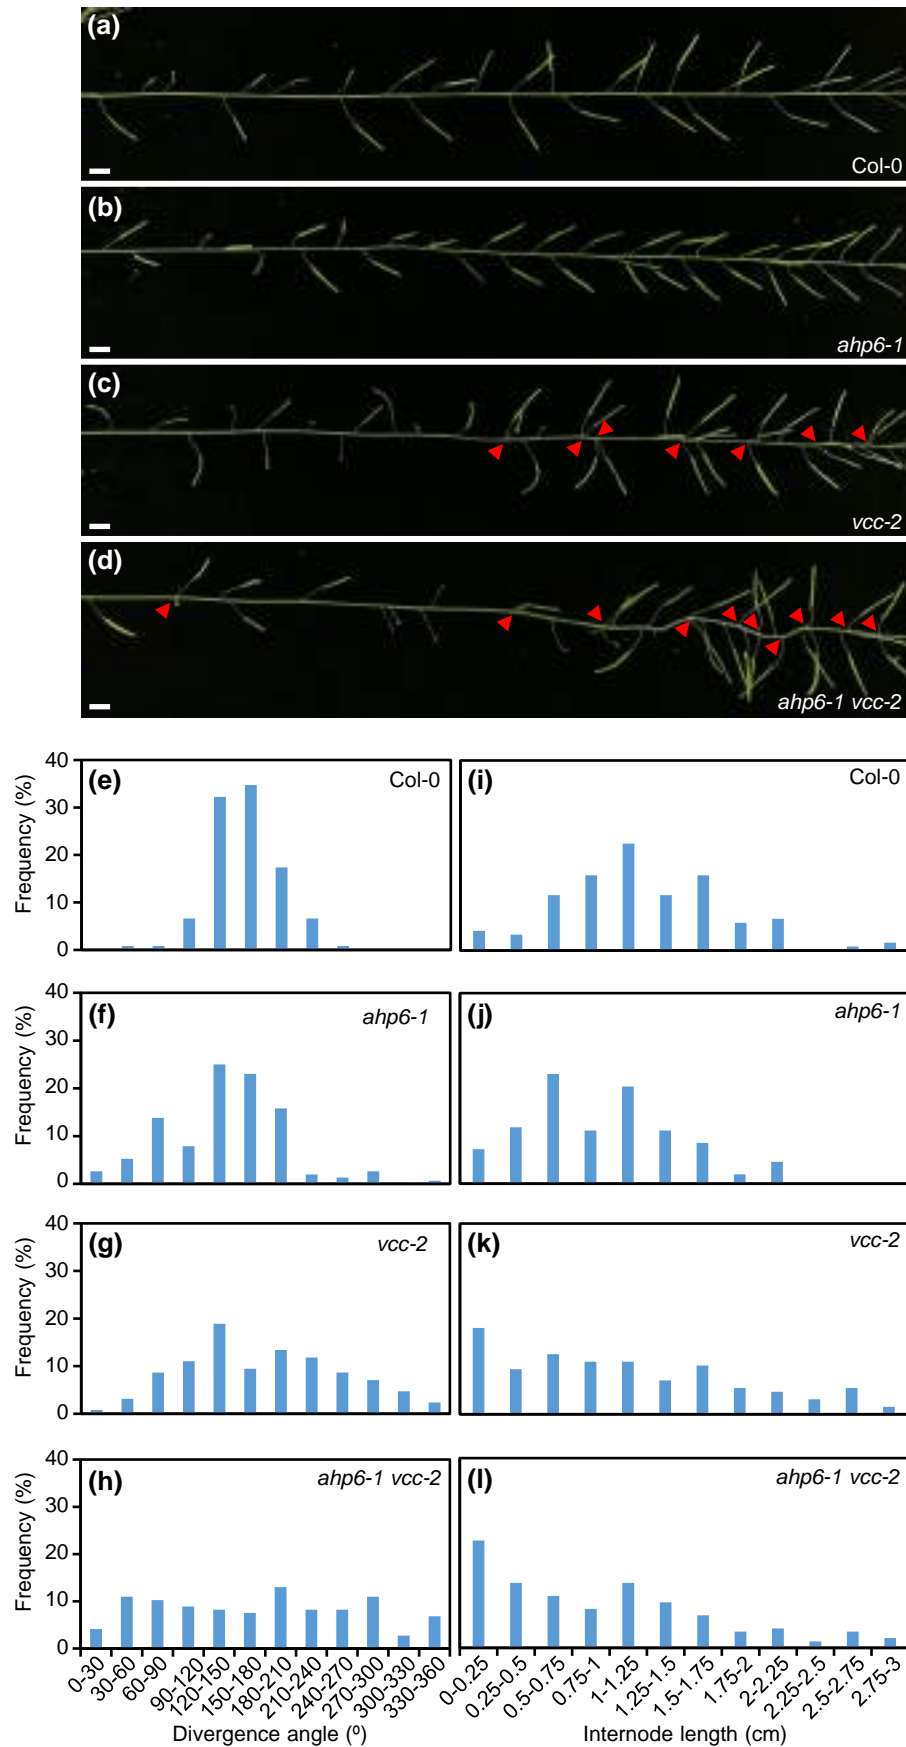 (a)
Col-0
(b)
ahp6-1
(c)
vcc-2
(d)
ahp6-1 vcc-2
Frequency (%)
40
30
20
10
0
(e)
Col-0
(i)
Col-0
Frequency (%)
40
30
20
10
0
(f)
ahp6-1
(j)
ahp6-1
Frequency (%)
40
30
20
10
0
(g)
vcc-2
(k)
vcc-2
Frequency (%)
40
30
20
10
0
(h)
ahp6-1 vcc-2
(l)
ahp6-1 vcc-2
0-30
30-60
60-90
90-120
120-150
150-180
180-210
210-240
240-270
270-300
300-330
330-360
0-0.25
0.25-0.5
0.5-0.75
0.75-1
1-1.25
1.25-1.5
1.5-1.75
1.75-2
2-2.25
2.25-2.5
2.5-2.75
2.75-3
Divergence angle (º)
Internode length (cm)